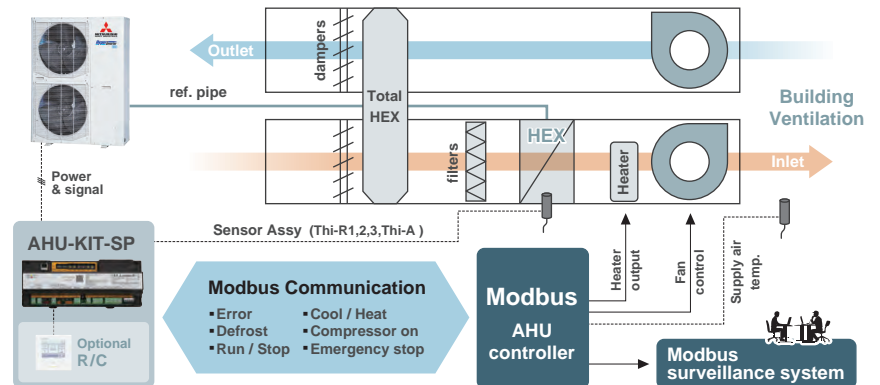 Outlet
dampers
Total
HEX
ref. pipe
Building
Ventilation
filters
HEX
Heater
Inlet
Power
& signal
Sensor Assy (Thi-R1,2,3,Thi-A )
AHU-KIT-SP
Optional
R/C
Modbus Communication
▪Error
▪Defrost
▪Run / Stop
▪Cool / Heat
▪Compressor on
▪Emergency stop
Modbus
AHU
controller
Heater
output
Fan
control
Supply air
temp.
Modbus
surveillance system